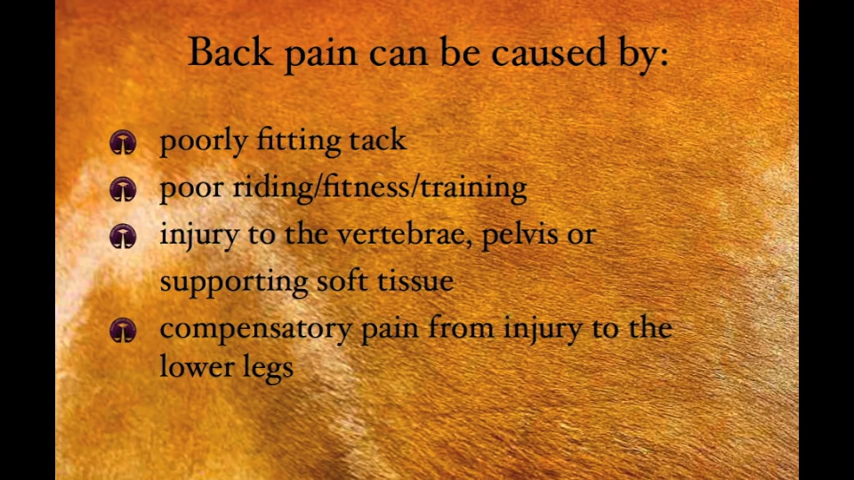 Back pain can be caused by:
poorly fitting tack
poor riding/fitness/training
injury to the vertebrae, pelvis or
supporting soft tissue
compensatory pain from injury to the
lower legs